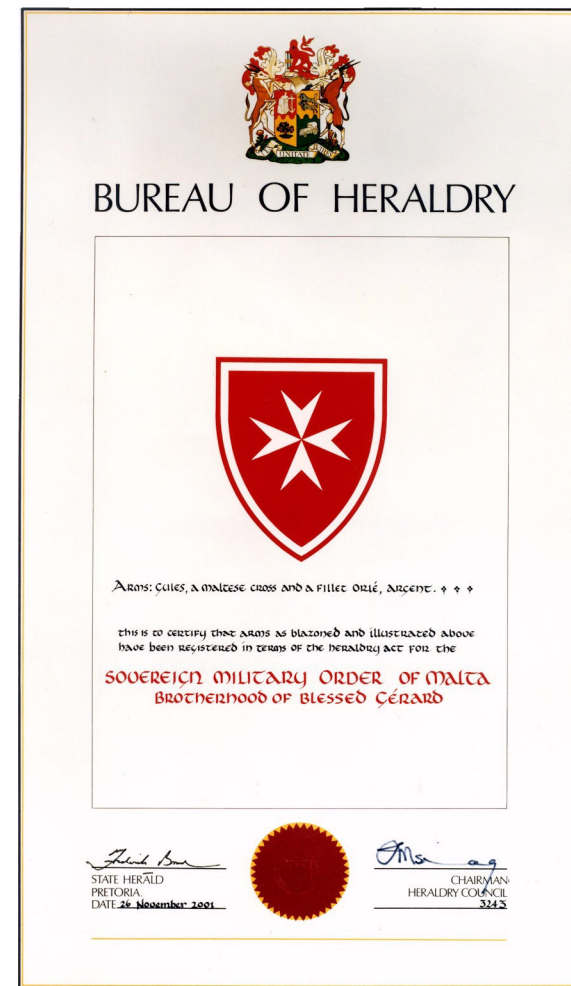 UNITATE
BUREAU OF HERALDRY
Arms: Gules, a maltese cross and a fillet orlé, argent.
this is to certify that arms as blazoned and illustrated above
have been registered in terms of the heraldry act for the
SOVEREIGN MILITARY ORDER OF MALTA
BROTHERHOOD OF BLESSED GÉRARD
STATE HERALD
PRETORIA
DATE 26 November 2001
CHAIRMAN
HERALDRY COUNCIL
3243